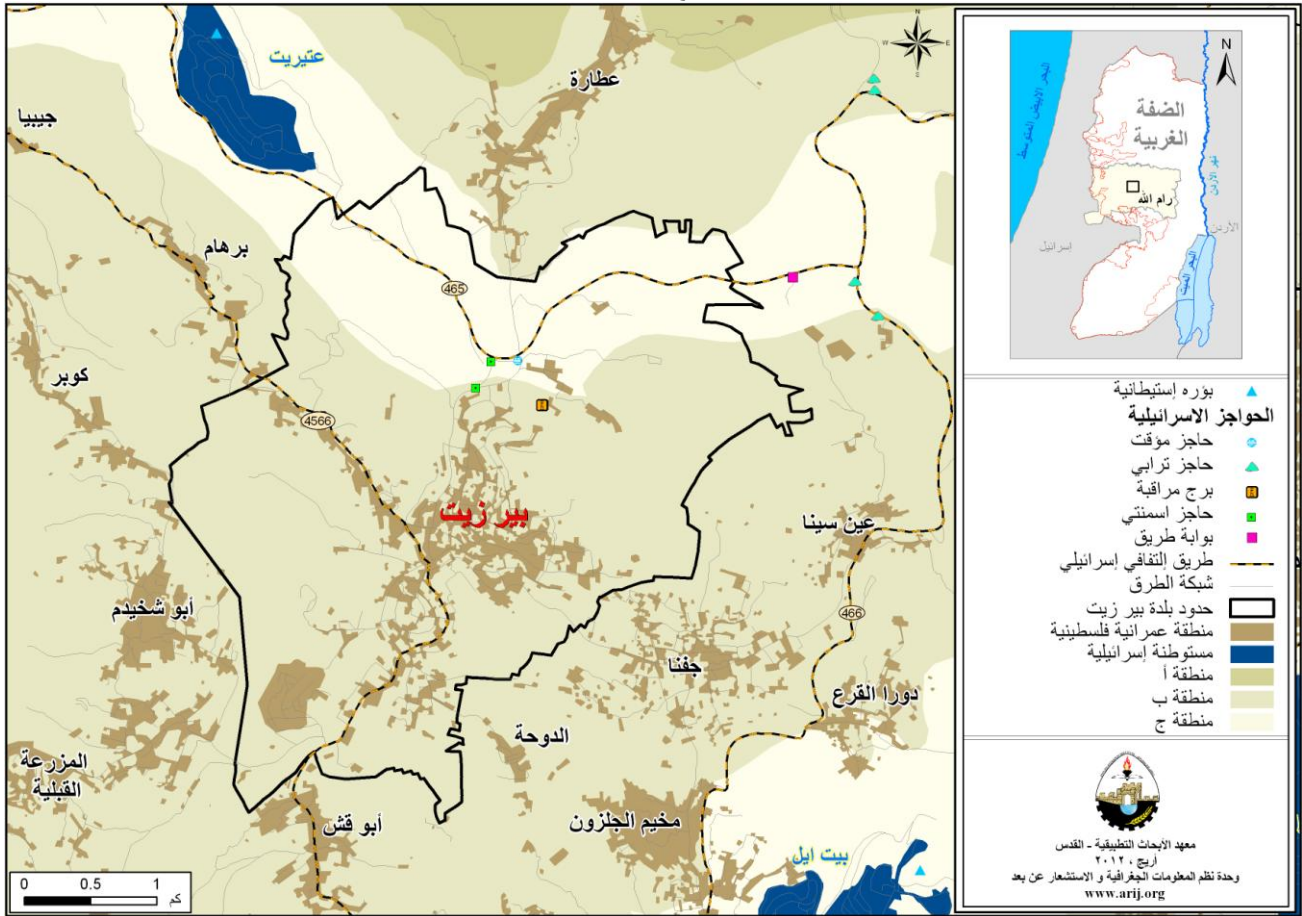 عتيريت
عطارة
جيبيا
برهام
465
كوبر
4566
بير زيت
عين سينا
أبو شخيدم
466
جفنا
دورا القرع
الدوحة
المزرعة
القبلية
أبو قش
مخيم الجلزون
بيت ايل
0 0.5 1
كم
N
W
E
S
N
البحر الأبيض المتوسط
الضفة
الغربية
نهر الأردن
رام الله
الأردن
إسرائيل
البحر الميت
بؤره إستيطانية
الحواجز الاسرائيلية
حاجز مؤقت
حاجز ترابي
برج مراقبة
حاجز اسمنتي
بوابة طريق
طريق إلتفافي إسرائيلي
شبكة الطرق
حدود بلدة بير زيت
منطقة عمرانية فلسطينية
مستوطنة إسرائيلية
منطقة أ
منطقة ب
منطقة ج
معهد الأبحاث التطبيقية - القدس
أريج ، ٢٠١٢
وحدة نظم المعلومات الجغرافية و الاستشعار عن بعد
www.arij.org